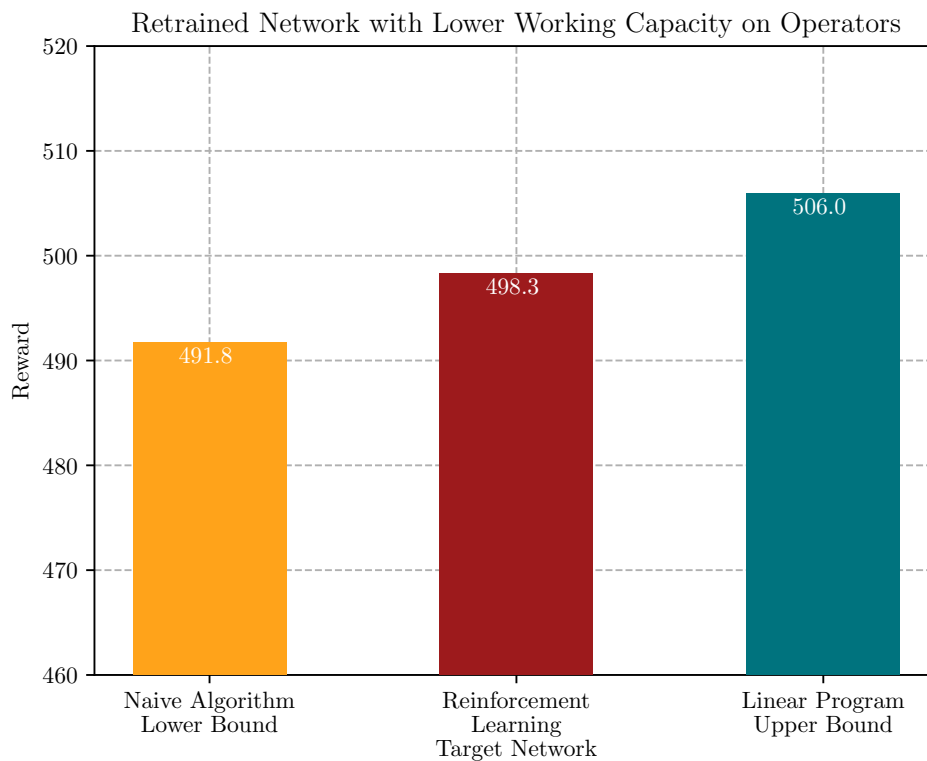 Retrained Network with Lower Working Capacity on Operators
520
510
500
490
480
470
460
Reward
491.8
498.3
506.0
Naive Algorithm
Lower Bound
Reinforcement
Learning
Target Network
Linear Program
Upper Bound